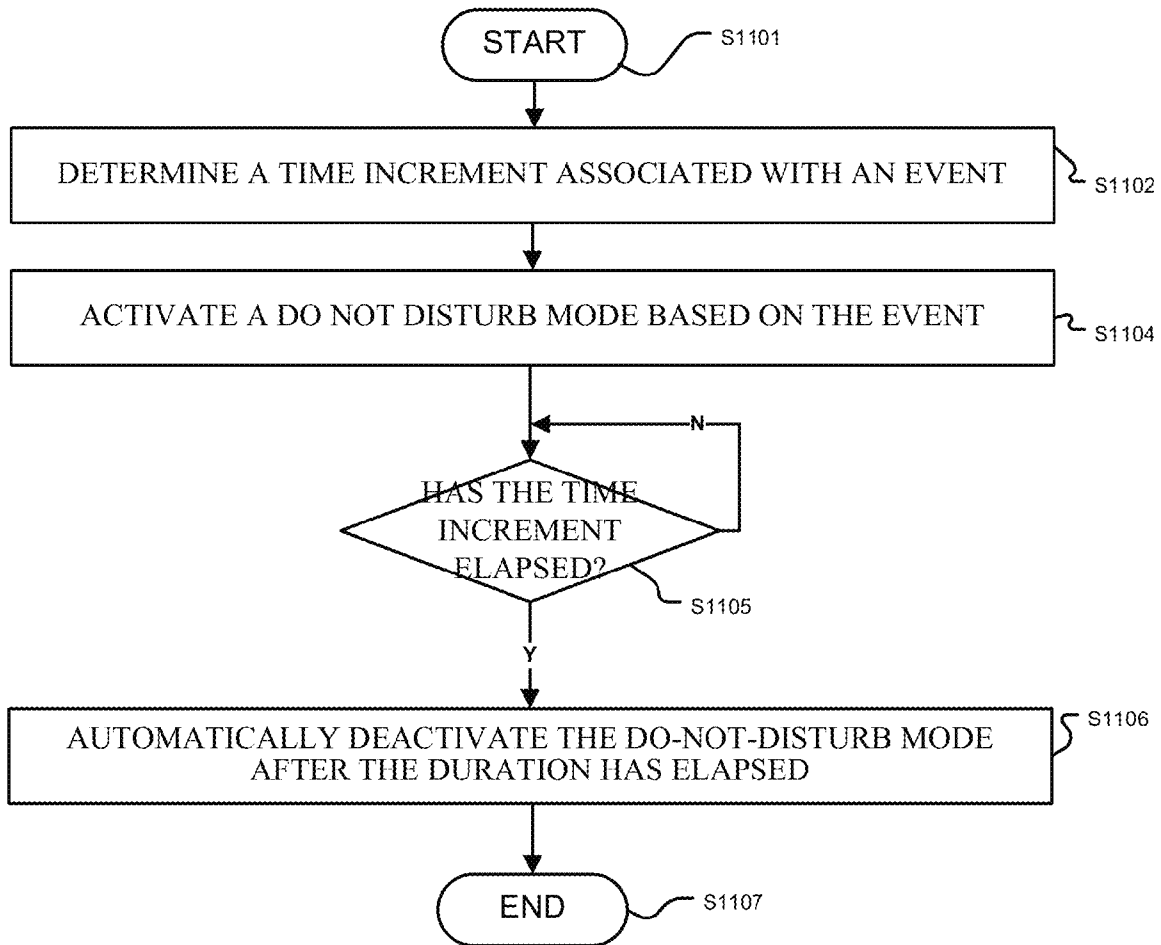 START
S1101
DETERMINE A TIME INCREMENT ASSOCIATED WITH AN EVENT
S1102
ACTIVATE A DO NOT DISTURB MODE BASED ON THE EVENT
S1104
N
HAS THE TIME
INCREMENT
ELAPSED?
S1105
Y
AUTOMATICALLY DEACTIVATE THE DO-NOT-DISTURB MODE
AFTER THE DURATION HAS ELAPSED
S1106
END
S1107